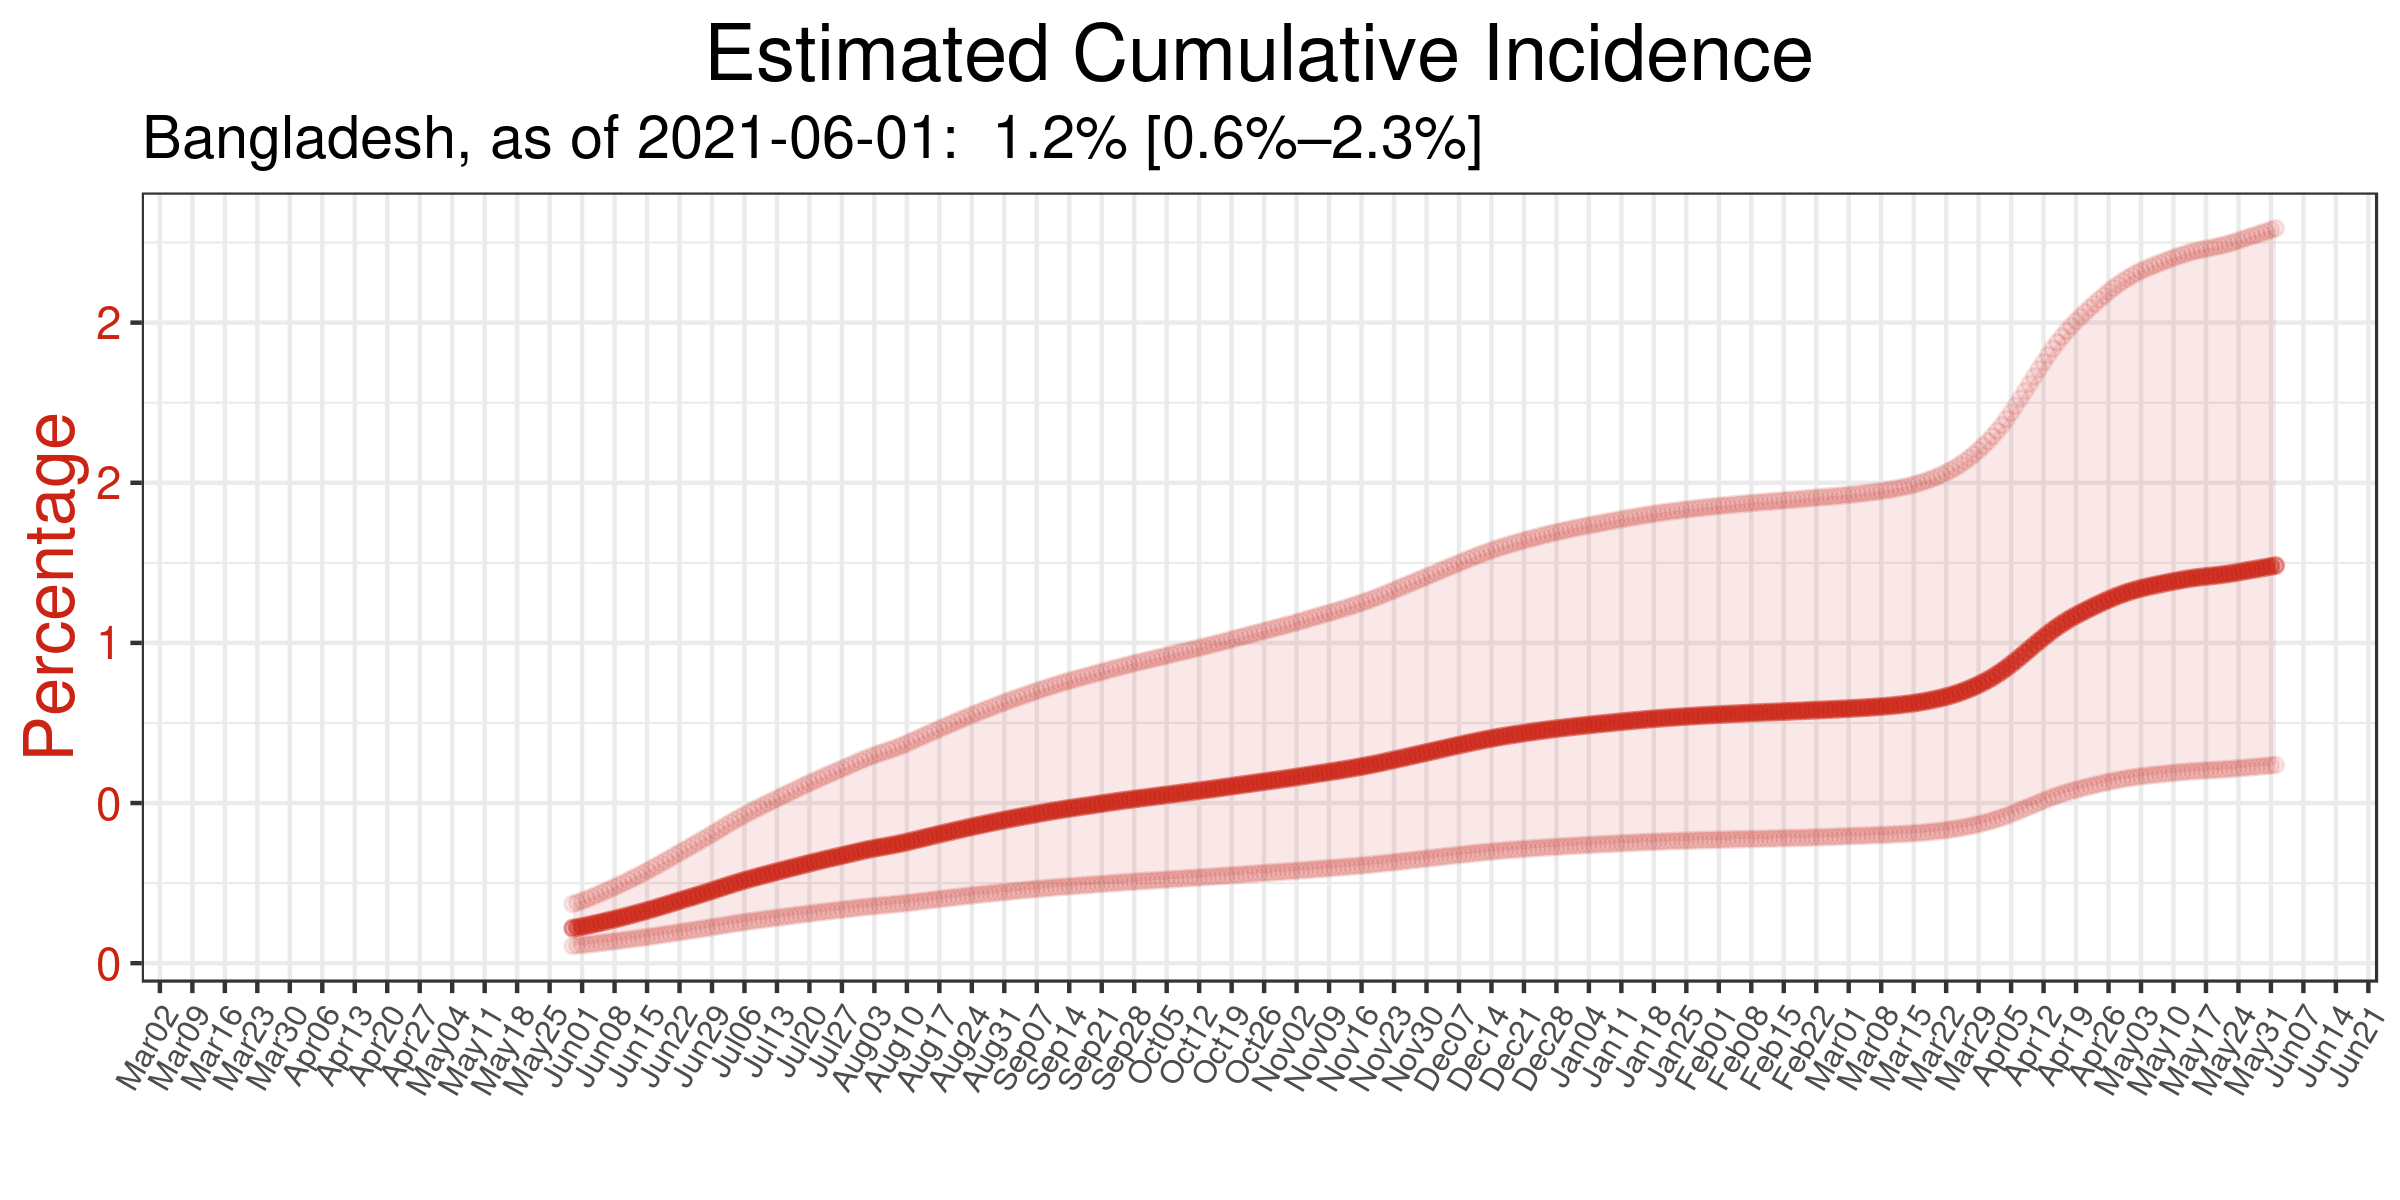 Estimated Cumulative Incidence
Bangladesh, as of 2021-06-01:  1.2% [0.6%–2.3%]
Percentage
2
2
1
0
0
Mar02
Mar09
Mar16
Mar23
Mar30
Apr06
Apr13
Apr20
Apr27
May04
May11
May18
May25
Jun01
Jun08
Jun15
Jun22
Jun29
Jul06
Jul13
Jul20
Jul27
Aug03
Aug10
Aug17
Aug24
Aug31
Sep07
Sep14
Sep21
Sep28
Oct05
Oct12
Oct19
Oct26
Nov02
Nov09
Nov16
Nov23
Nov30
Dec07
Dec14
Dec21
Dec28
Jan04
Jan11
Jan18
Jan25
Feb01
Feb08
Feb15
Feb22
Mar01
Mar08
Mar15
Mar22
Mar29
Apr05
Apr12
Apr19
Apr26
May03
May10
May17
May24
May31
Jun07
Jun14
Jun21